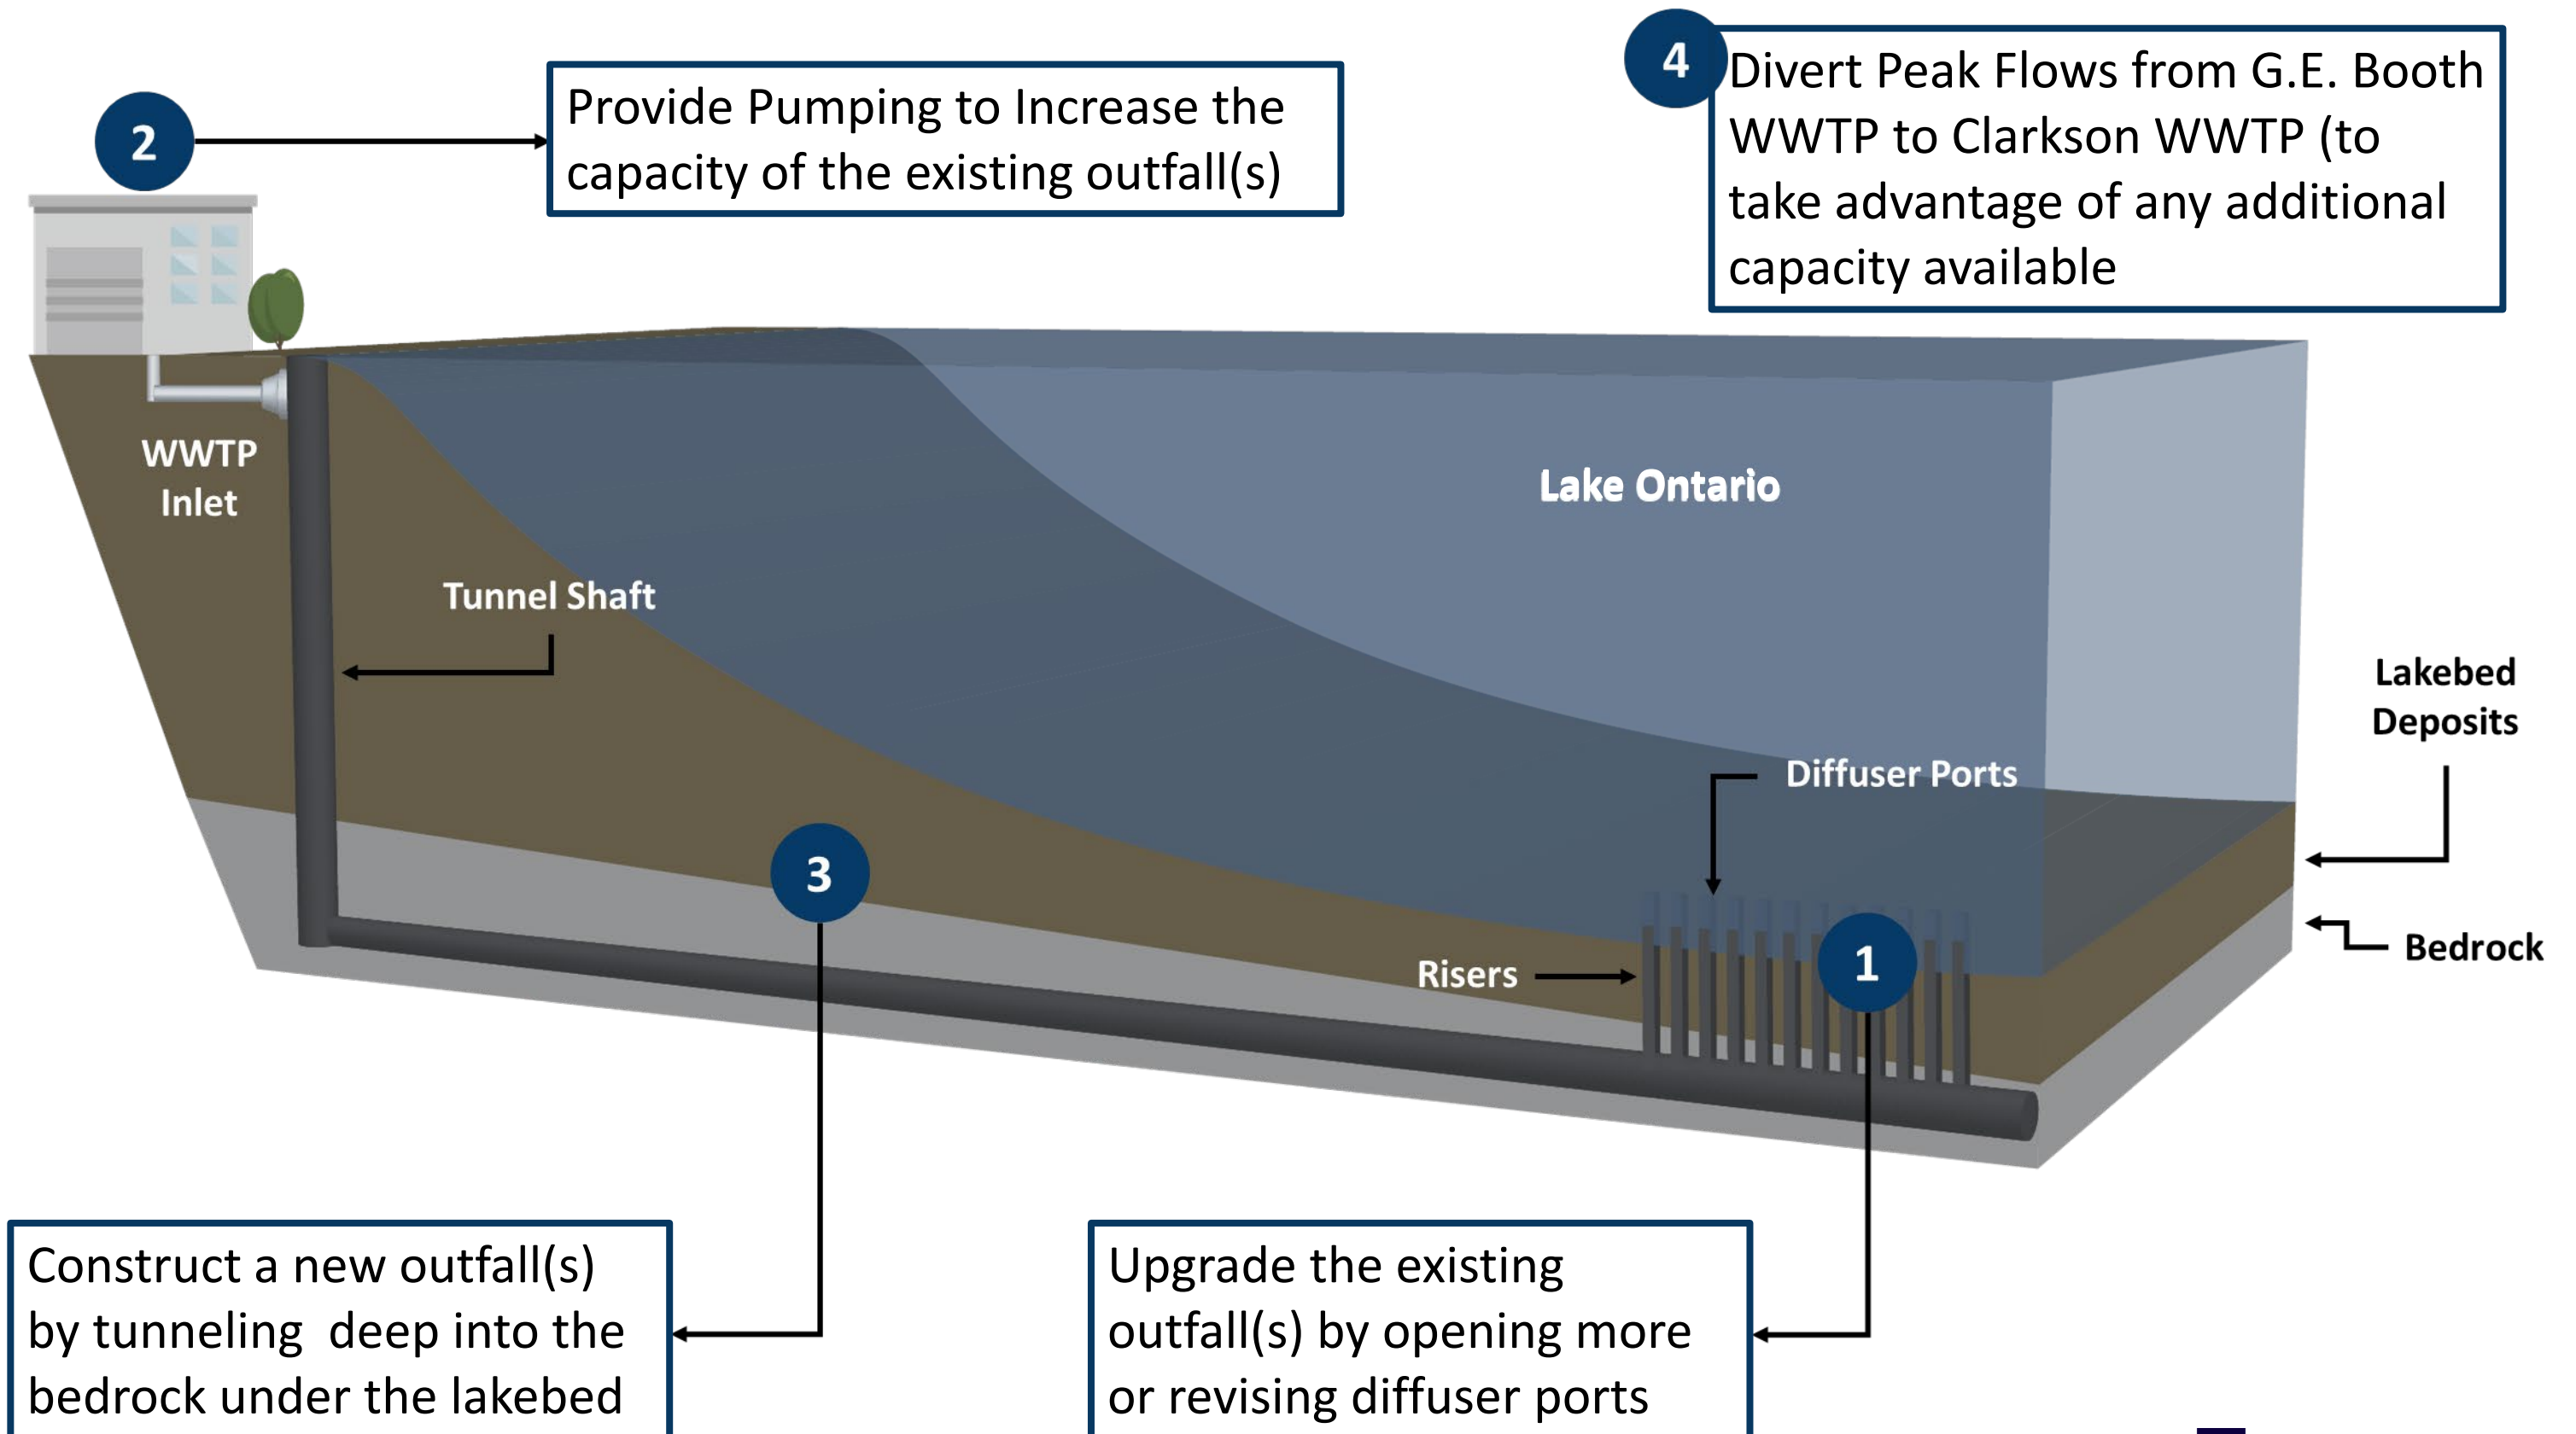 2
Provide Pumping to Increase the
capacity of the existing outfall(s)
4
Divert Peak Flows from G.E. Booth
WWTP to Clarkson WWTP (to
take advantage of any additional
capacity available
WWTP
Inlet
Lake Ontario
Tunnel Shaft
Lakebed
Deposits
Diffuser Ports
3
Risers
1
Bedrock
Construct a new outfall(s)
by tunneling  deep into the
bedrock under the lakebed
Upgrade the existing
outfall(s) by opening more
or revising diffuser ports